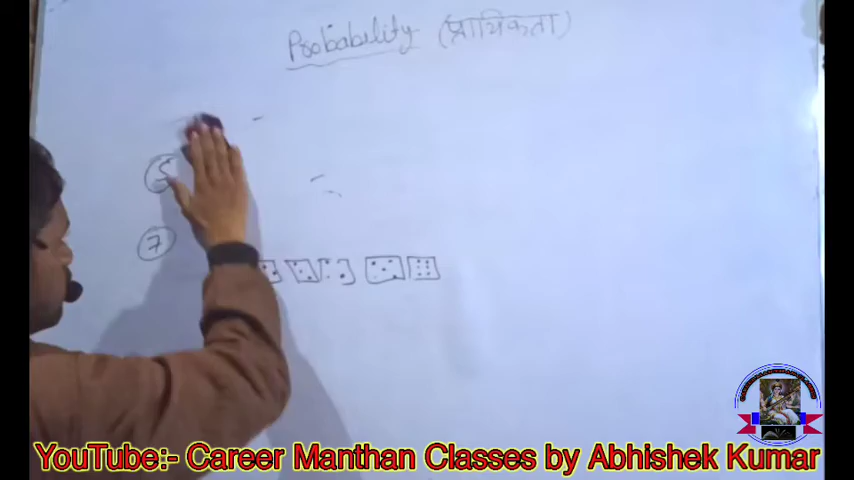 Probability (प्रायिकता)
5
7
YouTube:- Career Manthan Classes by Abhishek Kumar